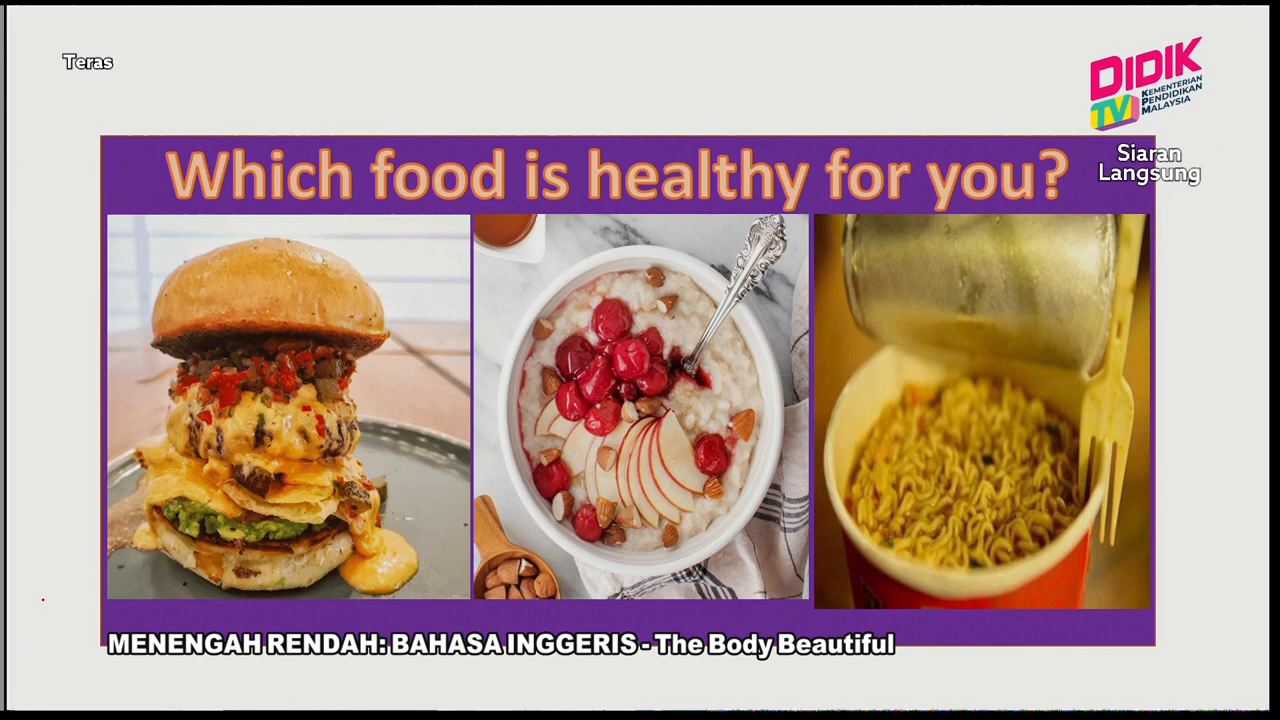 Teras
DIDIK
TV
KEMENTERIAN
PENDIDIKAN
MALAYSIA
Siaran
Langsung
Which food is healthy for you?
MENENGAH RENDAH: BAHASA INGGERIS - The Body Beautiful